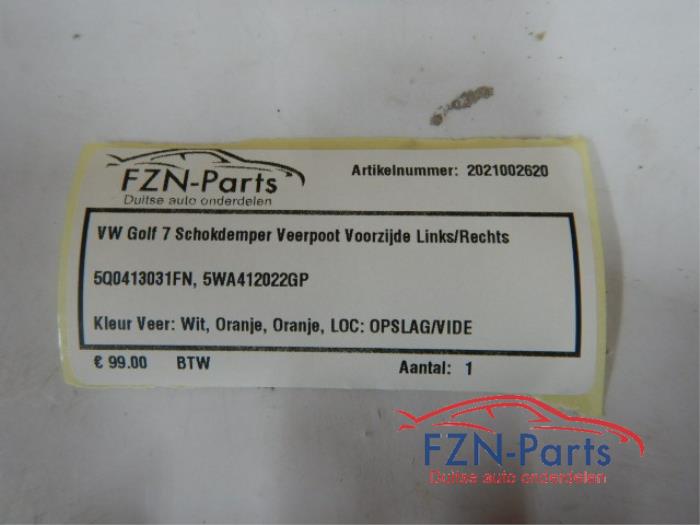 FZN-Parts
Duitse auto onderdelen
Artikelnummer: 2021002620
VW Golf 7 Schokdemper Veerpoot Voorzijde Links/Rechts
5Q0413031FN, 5WA412022GP
Kleur Veer: Wit, Oranje, Oranje, LOC: OPSLAG/VIDE
€ 99.00 BTW Aantal: 1
FZN-Parts
Duitse auto onderdelen